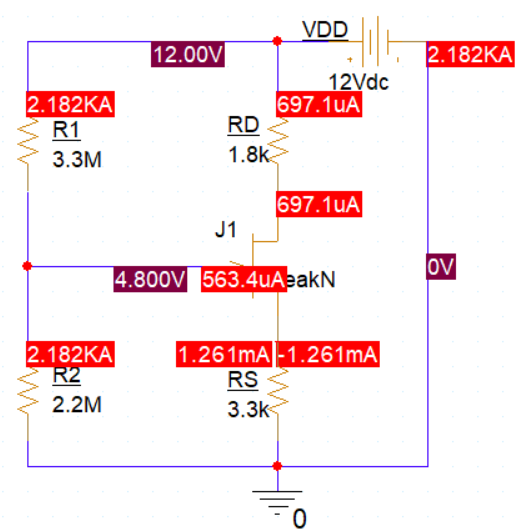 VDD
12.00V
2.182KA
12Vdc
2.182KA
697.1uA
R1
RD
3.3M
1.8k
697.1uA
J1
4.800V
563.4uA
eakN
0V
2.182KA
1.261mA
-1.261mA
R2
RS
2.2M
3.3k
0